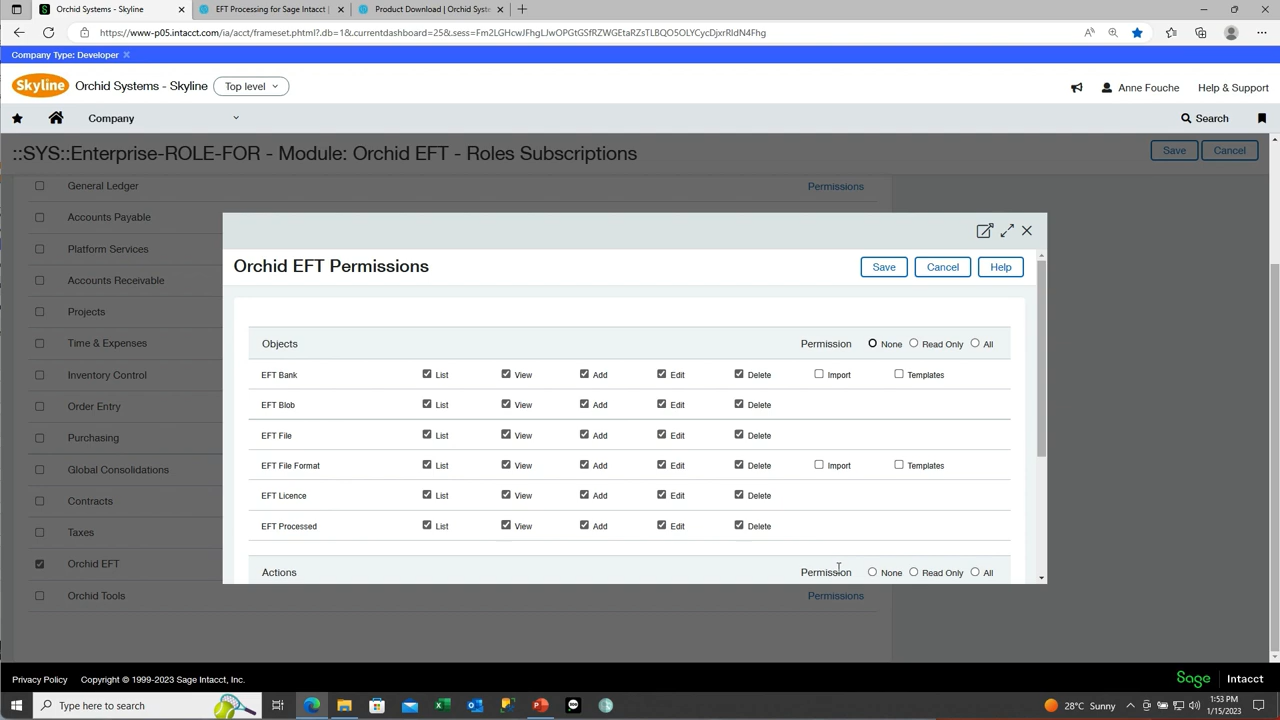 Orchid Systems - Skyline
EFT Processing for Sage Intacct |
Product Download | Orchid Syste
https://www-p05.intacct.com/ia/acct/frameset.phtml?.db=1&currentdashboard=25&.sess=Fm2LGHcwJFhgLJwOPGtGSfRZWGEtaRZsTLBQO5OLYCycDjxrRldN4Fhg
Company Type: Developer
Skyline Orchid Systems - Skyline Top level
Anne Fouche Help & Support
Company
Search
::SYS::Enterprise-ROLE-FOR - Module: Orchid EFT - Roles Subscriptions Save Cancel
General Ledger Permissions
Accounts Payable
Platform Services
Accounts Receivable
Projects
Time & Expenses
Inventory Control
Order Entry
Purchasing
Global Consolidations
Contracts
Taxes
Orchid EFT
Orchid Tools Permissions
Orchid EFT Permissions Save Cancel Help
Objects Permission None Read Only All
EFT Bank List View Add Edit Delete Import Templates
EFT Blob List View Add Edit Delete
EFT File List View Add Edit Delete
EFT File Format List View Add Edit Delete Import Templates
EFT Licence List View Add Edit Delete
EFT Processed List View Add Edit Delete
Actions Permission None Read Only All
Privacy Policy Copyright © 1999-2023 Sage Intacct, Inc.
Sage Intacct
Type here to search
28°C Sunny
1:53 PM
1/15/2023